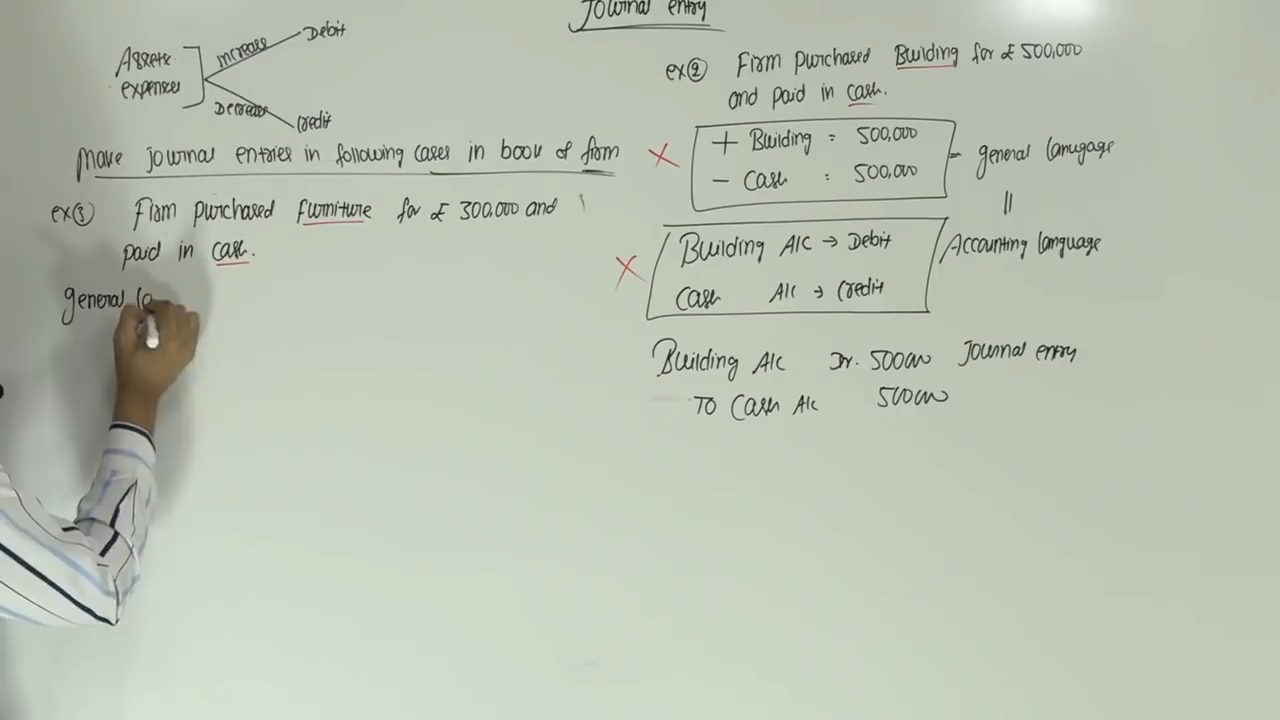 Journal entry
Assets
expenses
Increase
Debit
Decrease
Credit
Make journal entries in following cases in book of firm
ex① Firm purchased furniture for £ 300,000 and
paid in cash.
general la
ex② Firm purchased Building for £ 500,000
and paid in cash.
+ Building = 500,000
- Cash : 500,000
= general lanugage
=
X
Building A/C → Debit
Cash A/C → Credit
Accounting language
X
Building A/C Dr. 500000 Journal entry
TO Cash A/C 500000